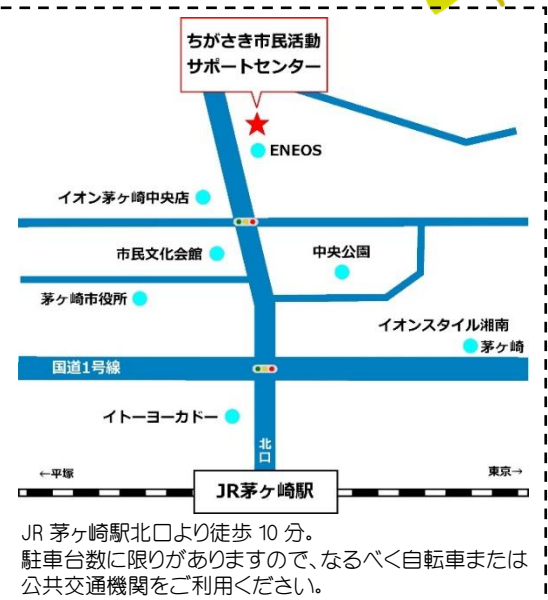 ちがさき市民活動
サポートセンター
ENEOS
イオン茅ヶ崎中央店
市民文化会館
中央公園
茅ヶ崎市役所
イオンスタイル湘南
茅ヶ崎
国道1号線
イトーヨーカドー
北口
←平塚
東京→
JR茅ヶ崎駅
JR 茅ヶ崎駅北口より徒歩 10 分。
駐車台数に限りがありますので、なるべく自転車または
公共交通機関をご利用ください。